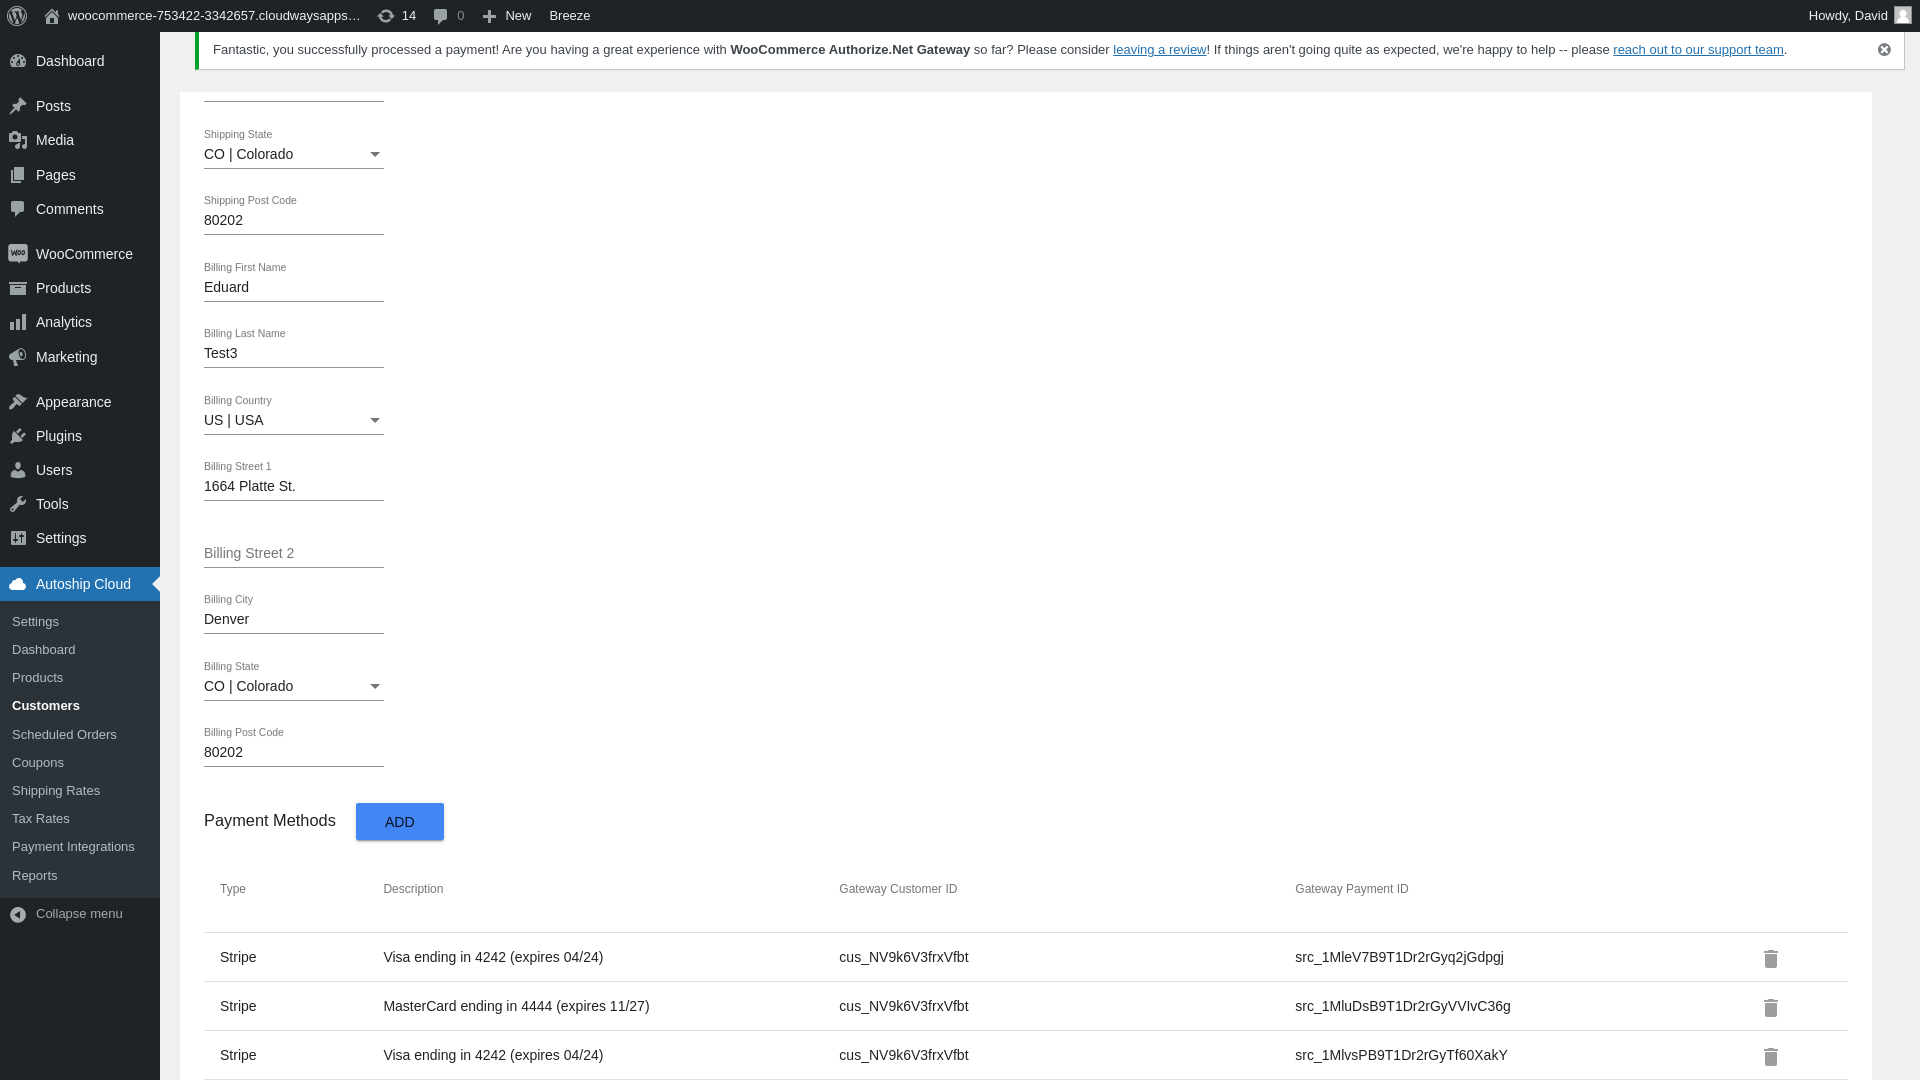 woocommerce-753422-3342657.cloudwaysapps…
14
0
New
Breeze
Howdy, David
Dashboard
Posts
Media
Pages
Comments
WooCommerce
Products
Analytics
Marketing
Appearance
Plugins
Users
Tools
Settings
Autoship Cloud
Settings
Dashboard
Products
Customers
Scheduled Orders
Coupons
Shipping Rates
Tax Rates
Payment Integrations
Reports
Collapse menu
Fantastic, you successfully processed a payment! Are you having a great experience with WooCommerce Authorize.Net Gateway so far? Please consider leaving a review! If things aren't going quite as expected, we're happy to help -- please reach out to our support team.
Shipping State
CO | Colorado
Shipping Post Code
80202
Billing First Name
Eduard
Billing Last Name
Test3
Billing Country
US | USA
Billing Street 1
1664 Platte St.
Billing Street 2
Billing City
Denver
Billing State
CO | Colorado
Billing Post Code
80202
Payment Methods ADD
Type Description Gateway Customer ID Gateway Payment ID
Stripe Visa ending in 4242 (expires 04/24) cus_NV9k6V3frxVfbt src_1MleV7B9T1Dr2rGyq2jGdpgj
Stripe MasterCard ending in 4444 (expires 11/27) cus_NV9k6V3frxVfbt src_1MluDsB9T1Dr2rGyVVIvC36g
Stripe Visa ending in 4242 (expires 04/24) cus_NV9k6V3frxVfbt src_1MlvsPB9T1Dr2rGyTf60XakY